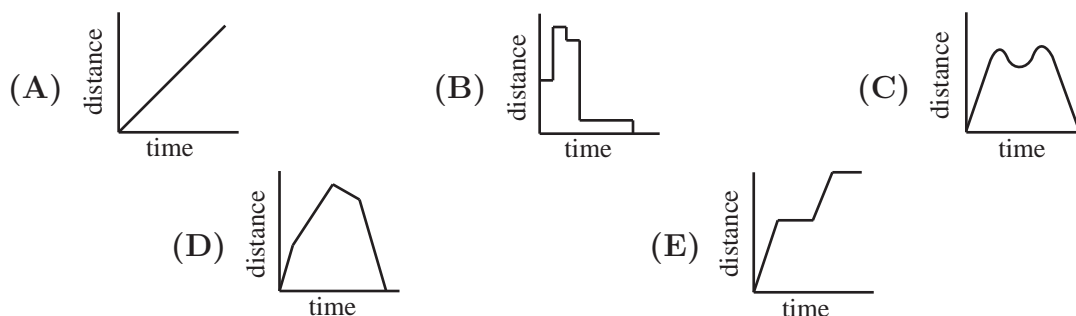 (A) distance time
(B) distance time
(C) distance time
(D) distance time
(E) distance time